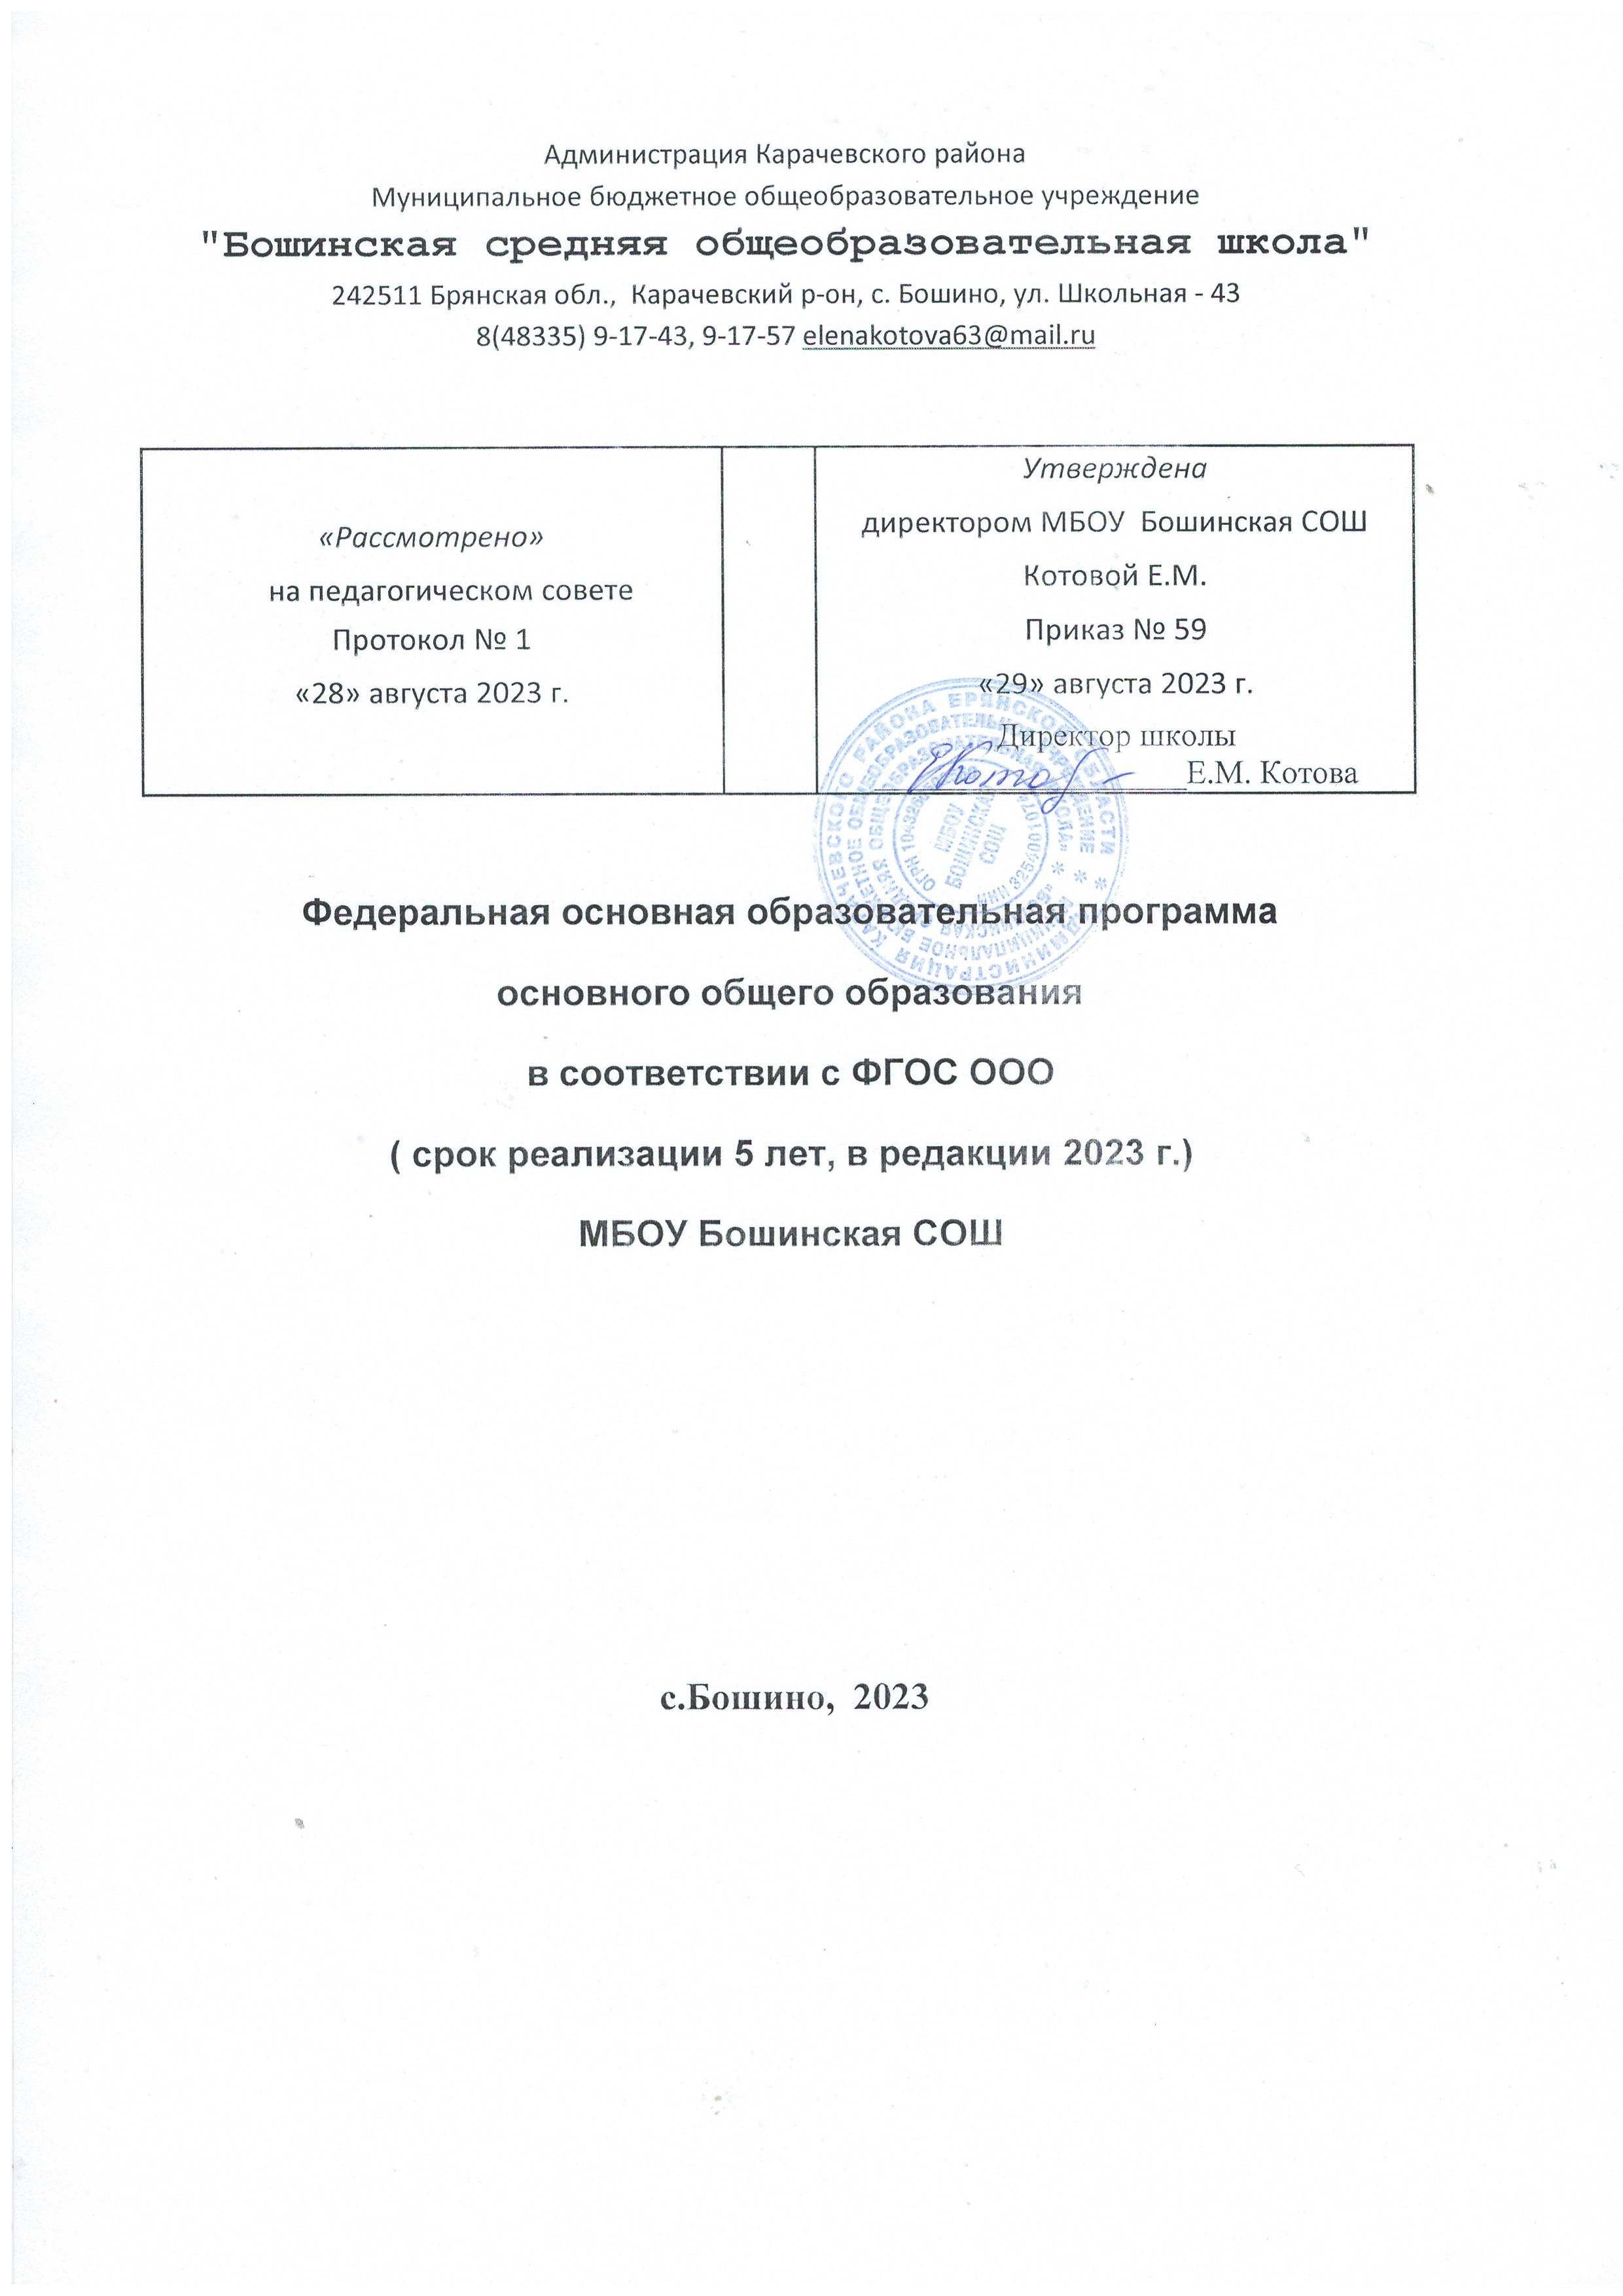 Администрация Карачевского района
Муниципальное бюджетное общеобразовательное учреждение
"Бошинская средняя общеобразовательная школа"
242511 Брянская обл., Карачевский р-он, с. Бошино, ул. Школьная - 43
8(48335) 9-17-43, 9-17-57 elenakotova63@mail.ru
«Рассмотрено»
на педагогическом совете
Протокол № 1
«28» августа 2023 г.
Утверждена
директором МБОУ Бошинская СОШ
Котовой Е.М.
Приказ № 59
«29» августа 2023 г.
Директор школы
Е.М. Котова
МБОУ
БОШИНСКАЯ
СОШ
Федеральная основная образовательная программа
основного общего образования
в соответствии с ФГОС ООО
( срок реализации 5 лет, в редакции 2023 г.)
МБОУ Бошинская СОШ
с.Бошино, 2023